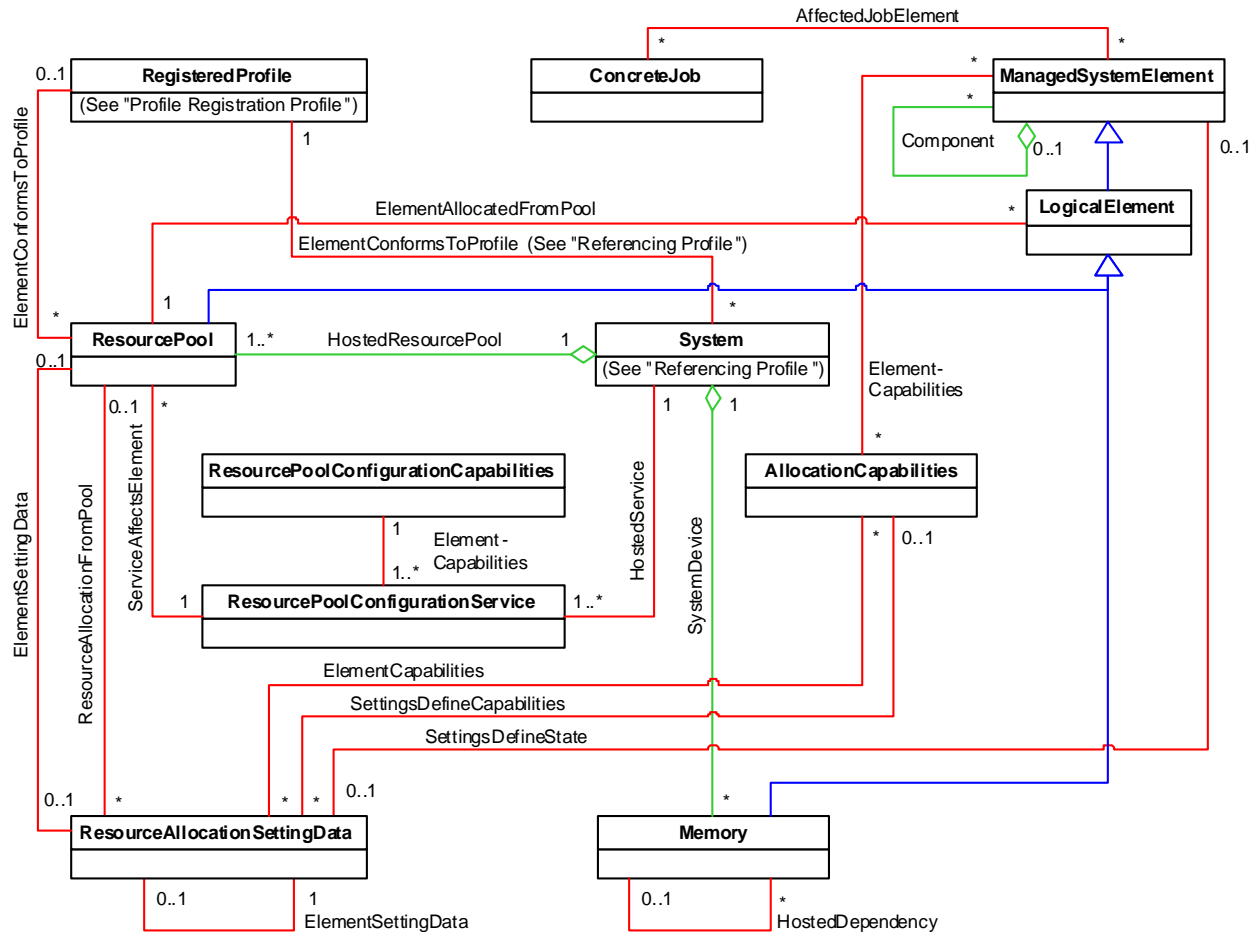 AffectedJobElement
*
*
0..1
RegisteredProfile
(See "Profile Registration Profile")
ConcreteJob
*
ManagedSystemElement
*
1
Component
0..1
0..1
ElementConformsToProfile
ElementAllocatedFromPool
*
LogicalElement
ElementConformsToProfile (See "Referencing Profile")
*
1
*
ResourcePool
0..1
1..*
HostedResourcePool
1
System
(See "Referencing Profile")
Element-
Capabilities
0..1
*
1
1
*
ElementSettingData
ResourceAllocationFromPool
ServiceAffectsElement
ResourcePoolConfigurationCapabilities
HostedService
SystemDevice
AllocationCapabilities
1
Element-
Capabilities
1..*
*
0..1
1
ResourcePoolConfigurationService
1..*
ElementCapabilities
SettingsDefineCapabilities
SettingsDefineState
0..1
*
*
*
0..1
*
ResourceAllocationSettingData
Memory
0..1
1
0..1
*
ElementSettingData
HostedDependency